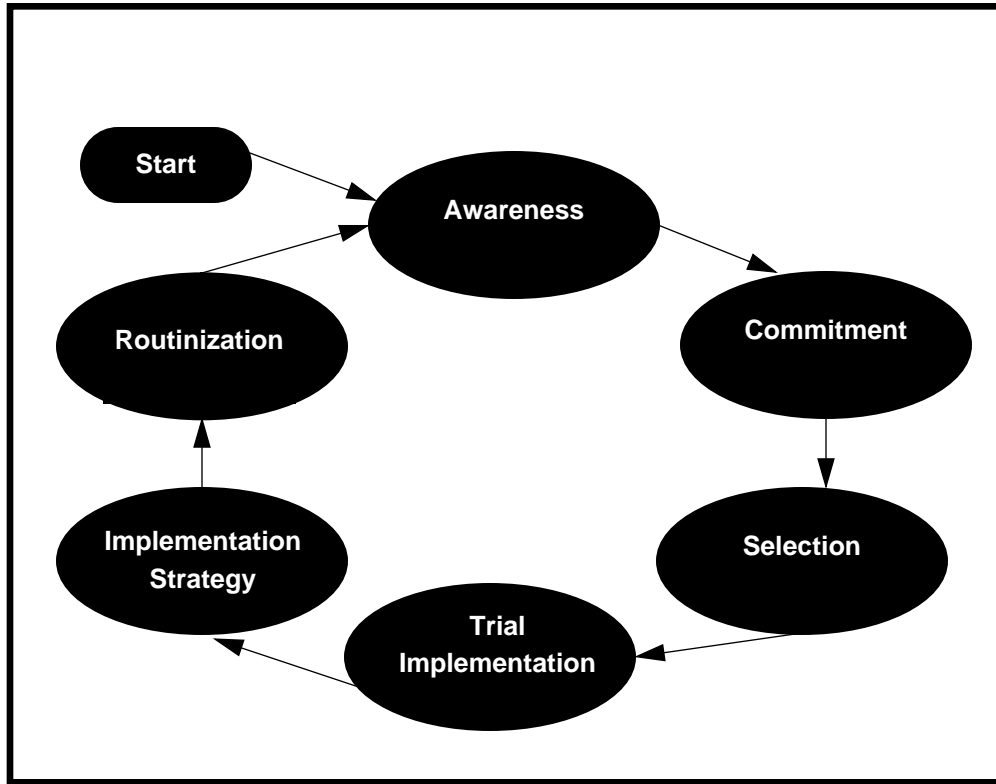 Start
Awareness
Commitment
Selection
Trial
Implementation
Implementation
Strategy
Routinization